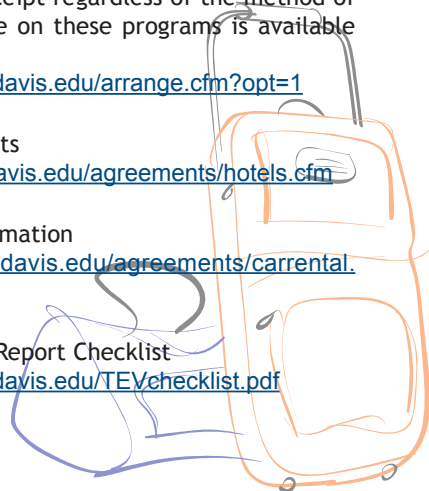 eipt regardless of the method of
e on these programs is available
davis.edu/arrange.cfm?opt=1
ts
avis.edu/agreements/hotels.cfm
mation
davis.edu/agreements/carrental.
Report Checklist
davis.edu/TEVchecklist.pdf